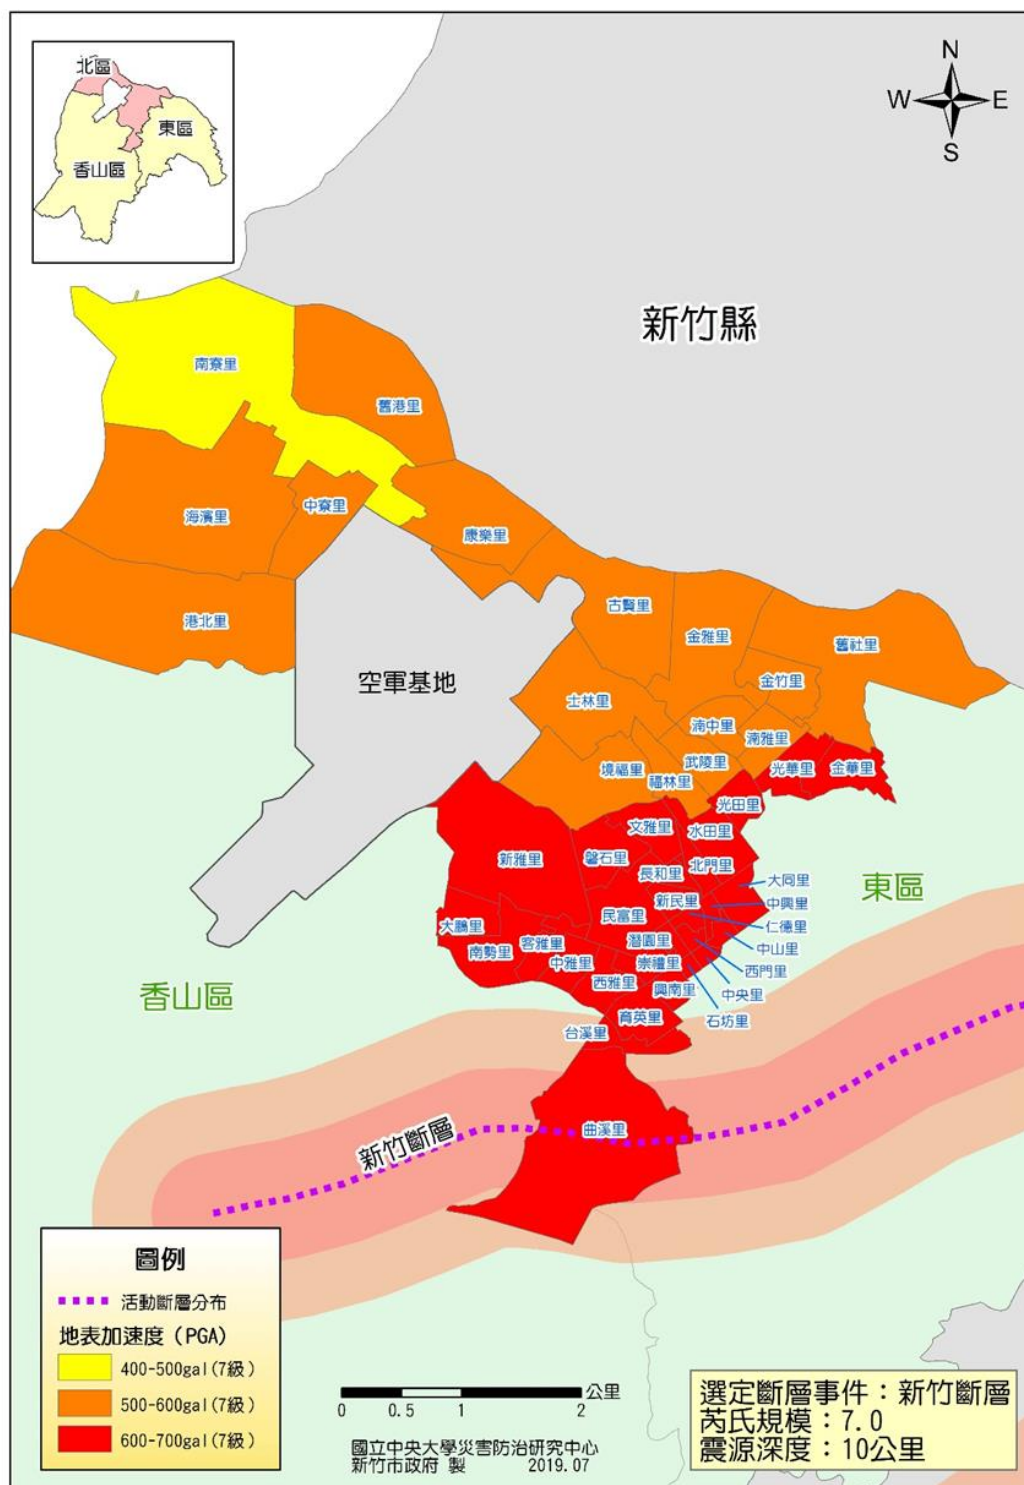 北區
東區
香山區
N
W
E
S
新竹縣
南寮里
舊港里
海濱里
中寮里
康樂里
港北里
古賢里
金雅里
舊社里
空軍基地
金竹里
士林里
湳中里
湳雅里
境福里
武陵里
福林里
光華里
金華里
光田里
文雅里
水田里
新雅里
磐石里
北門里
長和里
大同里
東區
新民里
中興里
民富里
仁德里
大鵬里
潛園里
中山里
南勢里
客雅里
中雅里
崇禮里
西門里
西雅里
興南里
中央里
香山區
育英里
石坊里
台溪里
曲溪里
新竹斷層
圖例
活動斷層分布
地表加速度（PGA）
400-500gal(7級)
500-600gal(7級)
600-700gal(7級)
公里
0 0.5 1 2
國立中央大學災害防治研究中心
新竹市政府 製 2019.07
選定斷層事件：新竹斷層
芮氏規模：7.0
震源深度：10公里